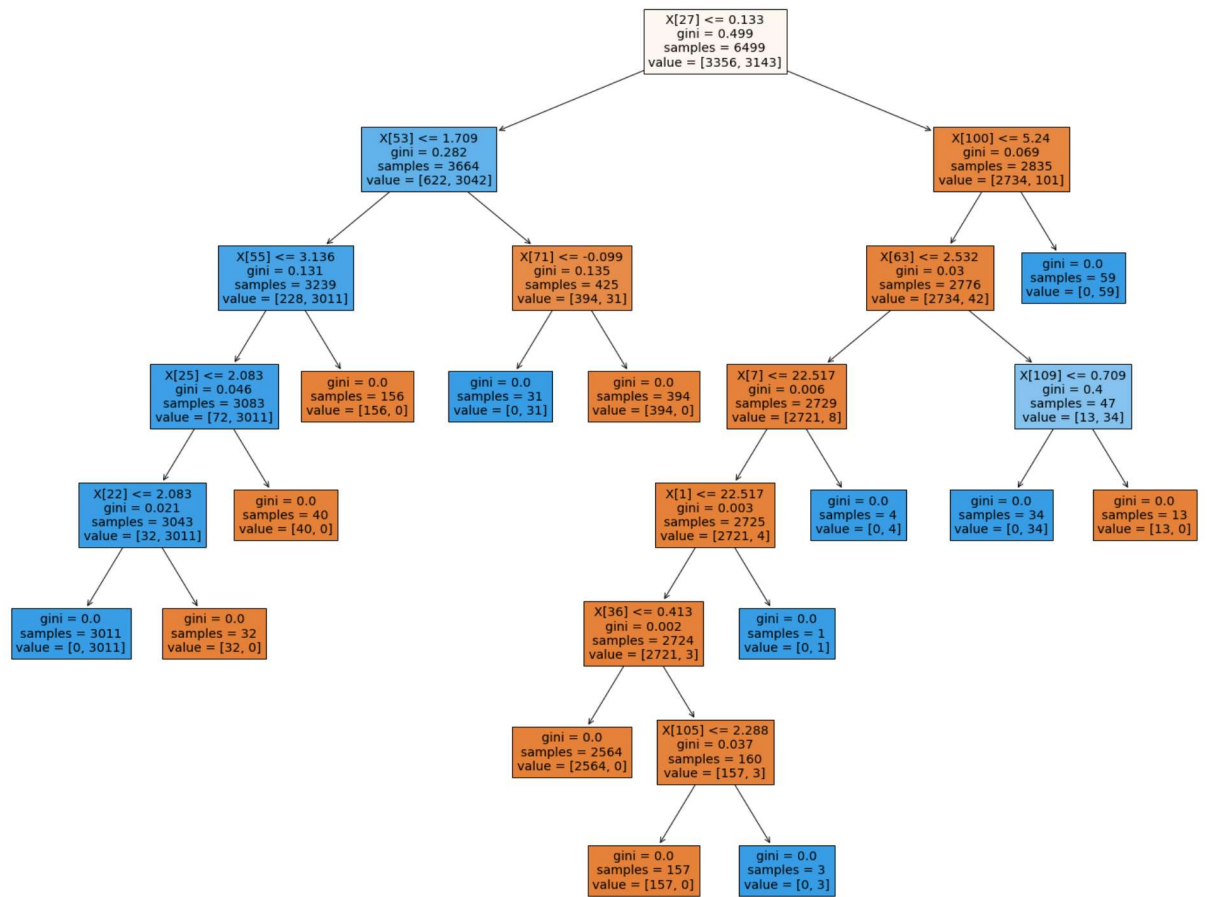 X[27] <= 0.133
gini = 0.499
samples = 6499
value = [3356, 3143]
X[53] <= 1.709
gini = 0.282
samples = 3664
value = [622, 3042]
X[100] <= 5.24
gini = 0.069
samples = 2835
value = [2734, 101]
X[55] <= 3.136
gini = 0.131
samples = 3239
value = [228, 3011]
X[71] <= -0.099
gini = 0.135
samples = 425
value = [394, 31]
X[63] <= 2.532
gini = 0.03
samples = 2776
value = [2734, 42]
gini = 0.0
samples = 59
value = [0, 59]
X[25] <= 2.083
gini = 0.046
samples = 3083
value = [72, 3011]
gini = 0.0
samples = 156
value = [156, 0]
gini = 0.0
samples = 31
value = [0, 31]
gini = 0.0
samples = 394
value = [394, 0]
X[7] <= 22.517
gini = 0.006
samples = 2729
value = [2721, 8]
X[109] <= 0.709
gini = 0.4
samples = 47
value = [13, 34]
X[22] <= 2.083
gini = 0.021
samples = 3043
value = [32, 3011]
gini = 0.0
samples = 40
value = [40, 0]
X[1] <= 22.517
gini = 0.003
samples = 2725
value = [2721, 4]
gini = 0.0
samples = 4
value = [0, 4]
gini = 0.0
samples = 34
value = [0, 34]
gini = 0.0
samples = 13
value = [13, 0]
gini = 0.0
samples = 3011
value = [0, 3011]
gini = 0.0
samples = 32
value = [32, 0]
X[36] <= 0.413
gini = 0.002
samples = 2724
value = [2721, 3]
gini = 0.0
samples = 1
value = [0, 1]
gini = 0.0
samples = 2564
value = [2564, 0]
X[105] <= 2.288
gini = 0.037
samples = 160
value = [157, 3]
gini = 0.0
samples = 157
value = [157, 0]
gini = 0.0
samples = 3
value = [0, 3]